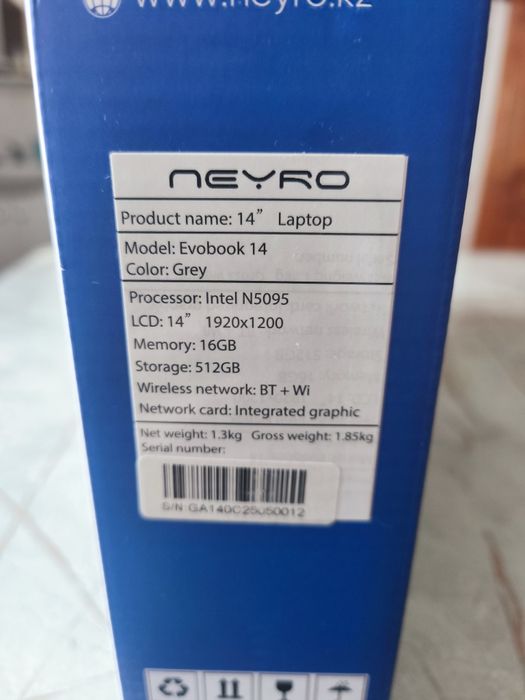 www.neyro.kz
NEYRO
Product name: 14” Laptop
Model: Evobook 14
Color: Grey
Processor: Intel N5095
LCD: 14” 1920x1200
Memory: 16GB
Storage: 512GB
Wireless network: BT + Wi
Network card: Integrated graphic
Net weight: 1.3kg Gross weight: 1.85kg
Serial number:
S/N:GA140C25050012